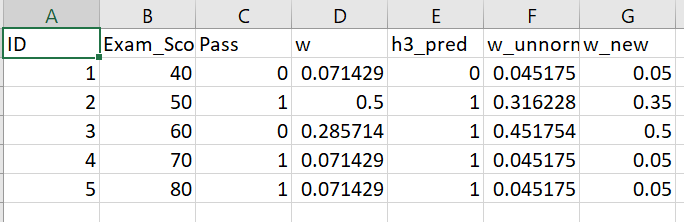 A B C D E F G
ID Exam_Sco Pass w h3_pred w_unnorn w_new
1 40 0 0.071429 0 0.045175 0.05
2 50 1 0.5 1 0.316228 0.35
3 60 0 0.285714 1 0.451754 0.5
4 70 1 0.071429 1 0.045175 0.05
5 80 1 0.071429 1 0.045175 0.05